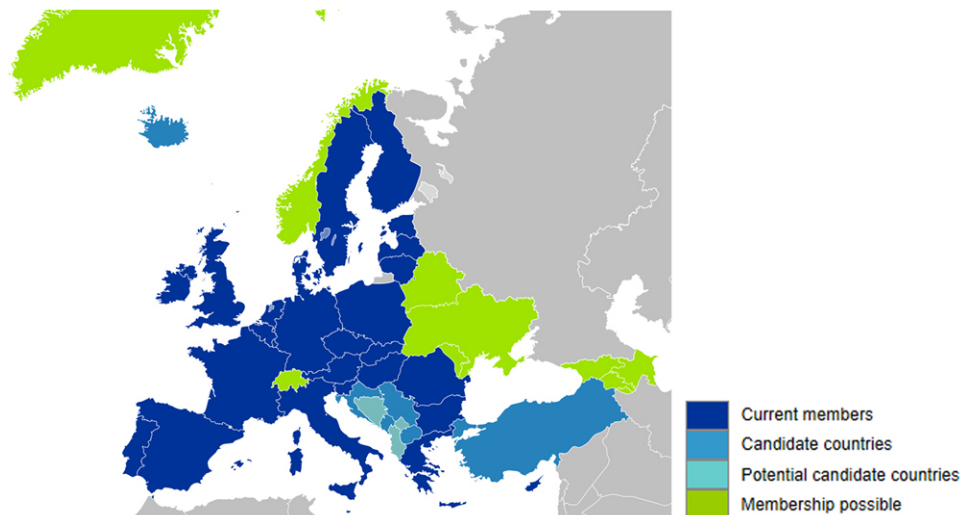 Current members
Candidate countries
Potential candidate countries
Membership possible